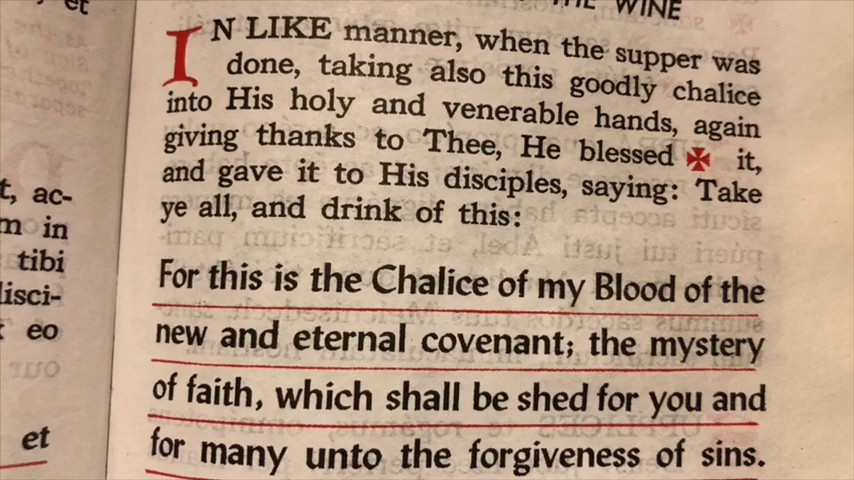 et
t, ac-
m in
tibi
disci-
eo
et
THE WINE
IN LIKE manner, when the supper was
done, taking also this goodly chalice
into His holy and venerable hands, again
giving thanks to Thee, He blessed ✠ it,
and gave it to His disciples, saying: Take
ye all, and drink of this:
For this is the Chalice of my Blood of the
new and eternal covenant; the mystery
of faith, which shall be shed for you and
for many unto the forgiveness of sins.